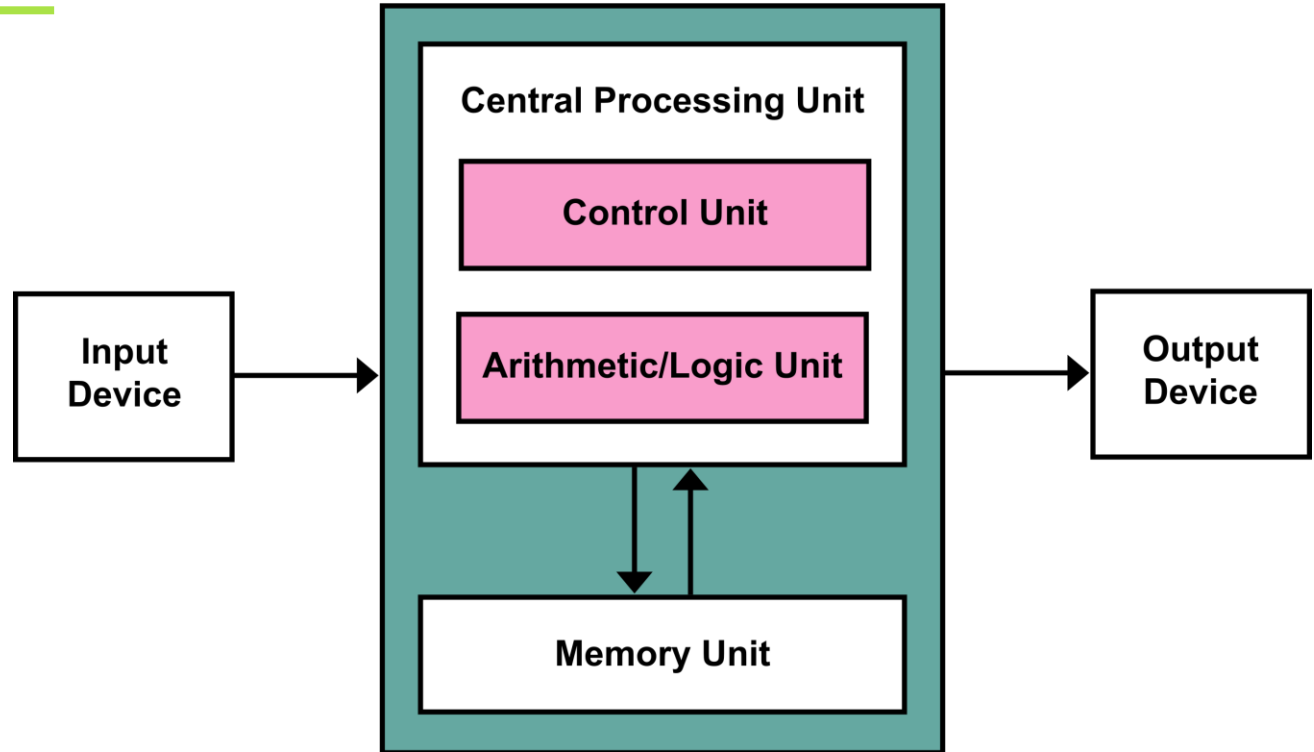 Central Processing Unit
Control Unit
Arithmetic/Logic Unit
Input
Device
Output
Device
Memory Unit